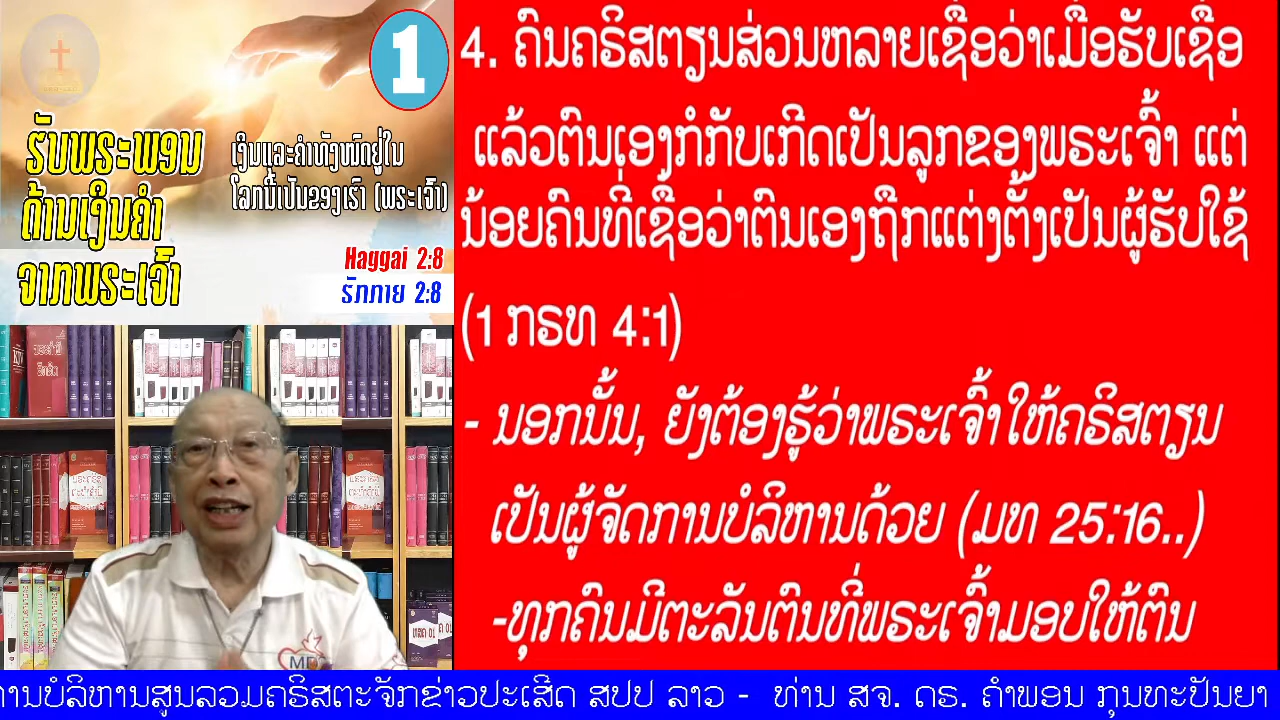 1
ຮັບພຣະພອນ
ດ້ານເງິນຄໍາ
ຈາກພຣະເຈົ້າ
ເງິນແລະຄໍາທັງໝົດຢູ່ໃນ
ໂລກນີ້ເປັນຂອງເຮົາ (ພຣະເຈົ້າ)
Haggai 2:8
ຮັກກາຍ 2:8
4. ຄົນຄຣິສຕຽນສ່ວນຫລາຍເຊື່ອວ່າເມື່ອຮັບເຊື່ອ
ແລ້ວຕົນເອງກໍກັບເກີດເປັນລູກຂອງພຣະເຈົ້າ ແຕ່
ນ້ອຍຄົນທີ່ເຊື່ອວ່າຕົນເອງຖືກແຕ່ງຕັ້ງເປັນຜູ້ຮັບໃຊ້
(1 ກຣທ 4:1)
- ນອກນັ້ນ, ຍັງຕ້ອງຮູ້ວ່າພຣະເຈົ້າໃຫ້ຄຣິສຕຽນ
ເປັນຜູ້ຈັດການບໍລິຫານດ້ວຍ (ມທ 25:16..)
-ທຸກຄົນມີຕະລັນຕົນທີ່ພຣະເຈົ້າມອບໃຫ້ຕົນ
ການບໍລິຫານສູນລວມຄຣິສຕະຈັກຂ່າວປະເສີດ ສປປ ລາວ - ທ່ານ ສຈ. ດຣ. ຄໍາພອນ ກຸນທະປັນຍາ